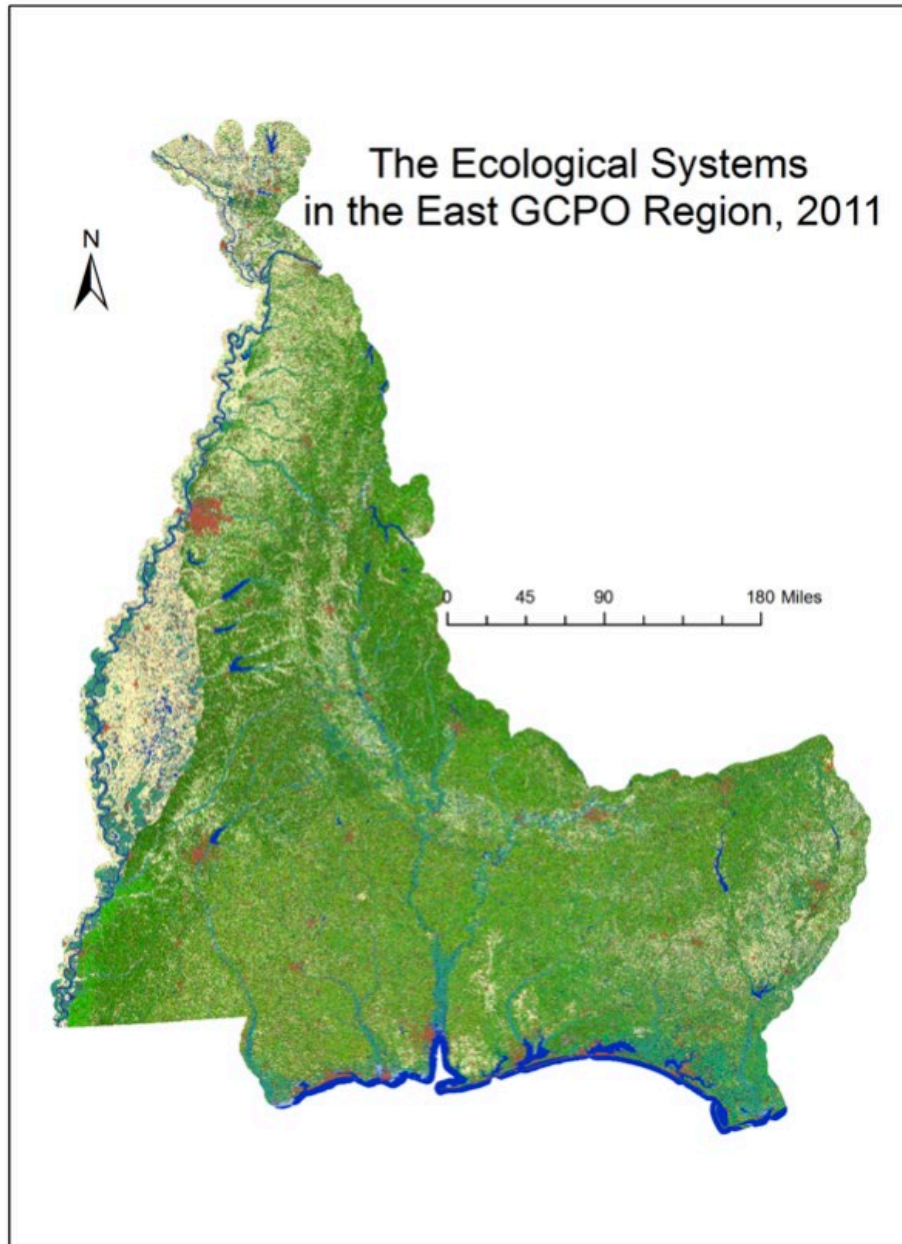 The Ecological Systems
in the East GCPO Region, 2011
N
0 45 90 180 Miles